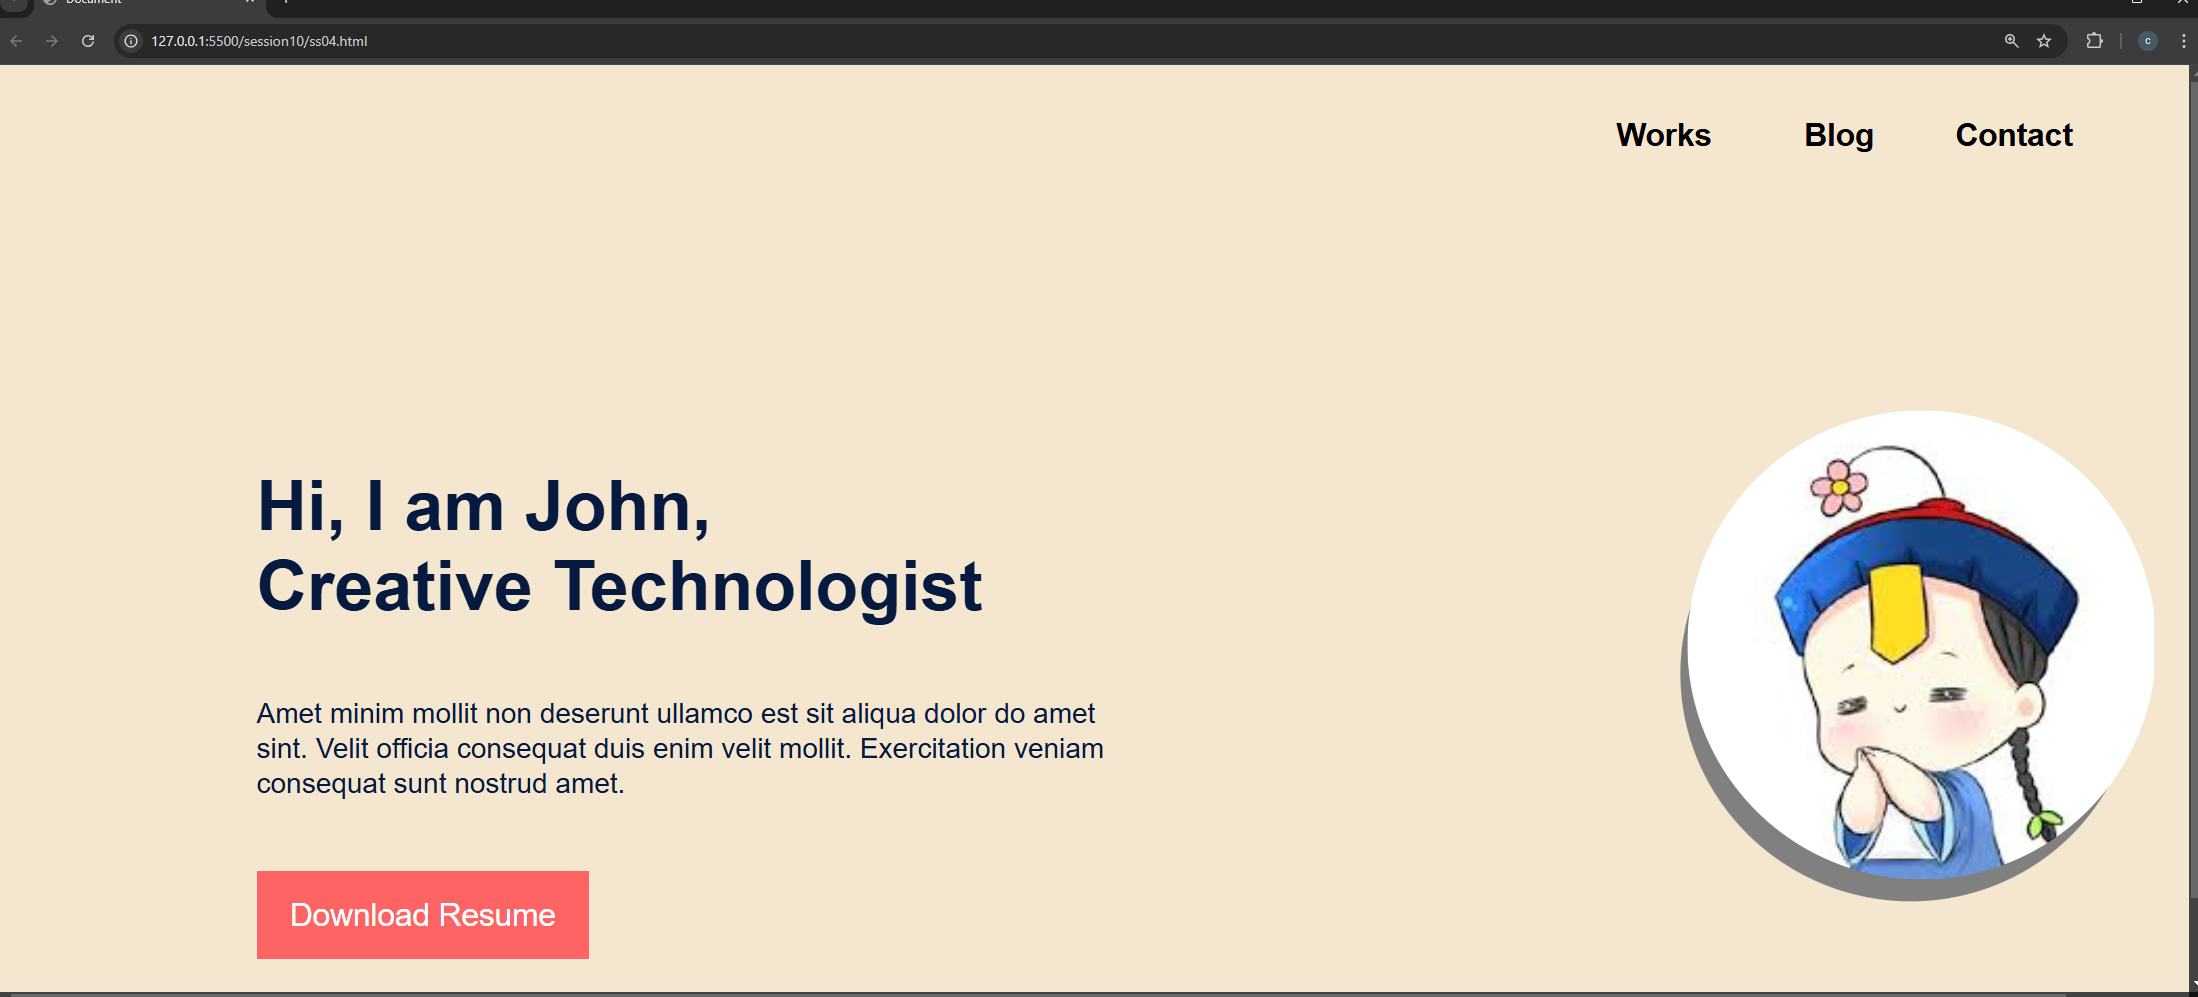 Document
127.0.0.1:5500/session10/ss04.html
c
Works Blog Contact
Hi, I am John,
Creative Technologist
Amet minim mollit non deserunt ullamco est sit aliqua dolor do amet
sint. Velit officia consequat duis enim velit mollit. Exercitation veniam
consequat sunt nostrud amet.
Download Resume